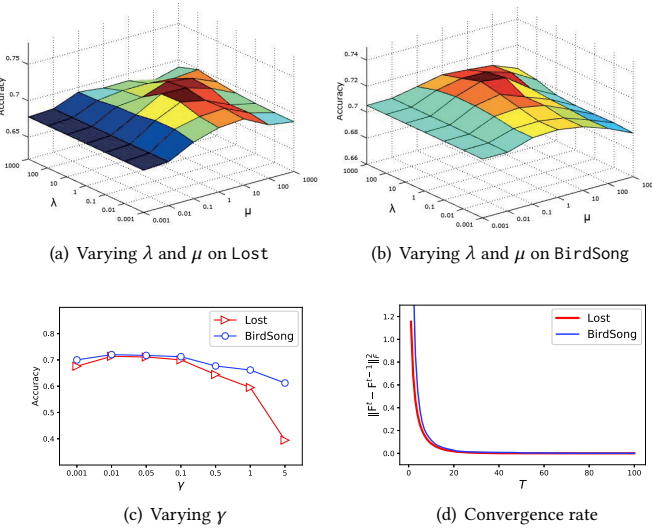 0.75
0.7
0.65
Accuracy
1000
100
10
1
0.1
0.01
0.001
λ
0.001
0.01
0.1
1
10
100
1000
μ
(a) Varying λ and μ on Lost
0.74
0.72
0.7
0.68
0.66
Accuracy
1000
100
10
1
0.1
0.01
0.001
λ
0.001
0.01
0.1
1
10
100
1000
μ
(b) Varying λ and μ on BirdSong
Lost
BirdSong
0.8
0.7
0.6
0.5
0.4
Accuracy
0.001 0.01 0.05 0.1 0.5 1 5
γ
(c) Varying γ
Lost
BirdSong
1.2
1.0
0.8
0.6
0.4
0.2
0.0
‖F^t − F^{t−1}‖_F^2
0 20 40 60 80 100
T
(d) Convergence rate